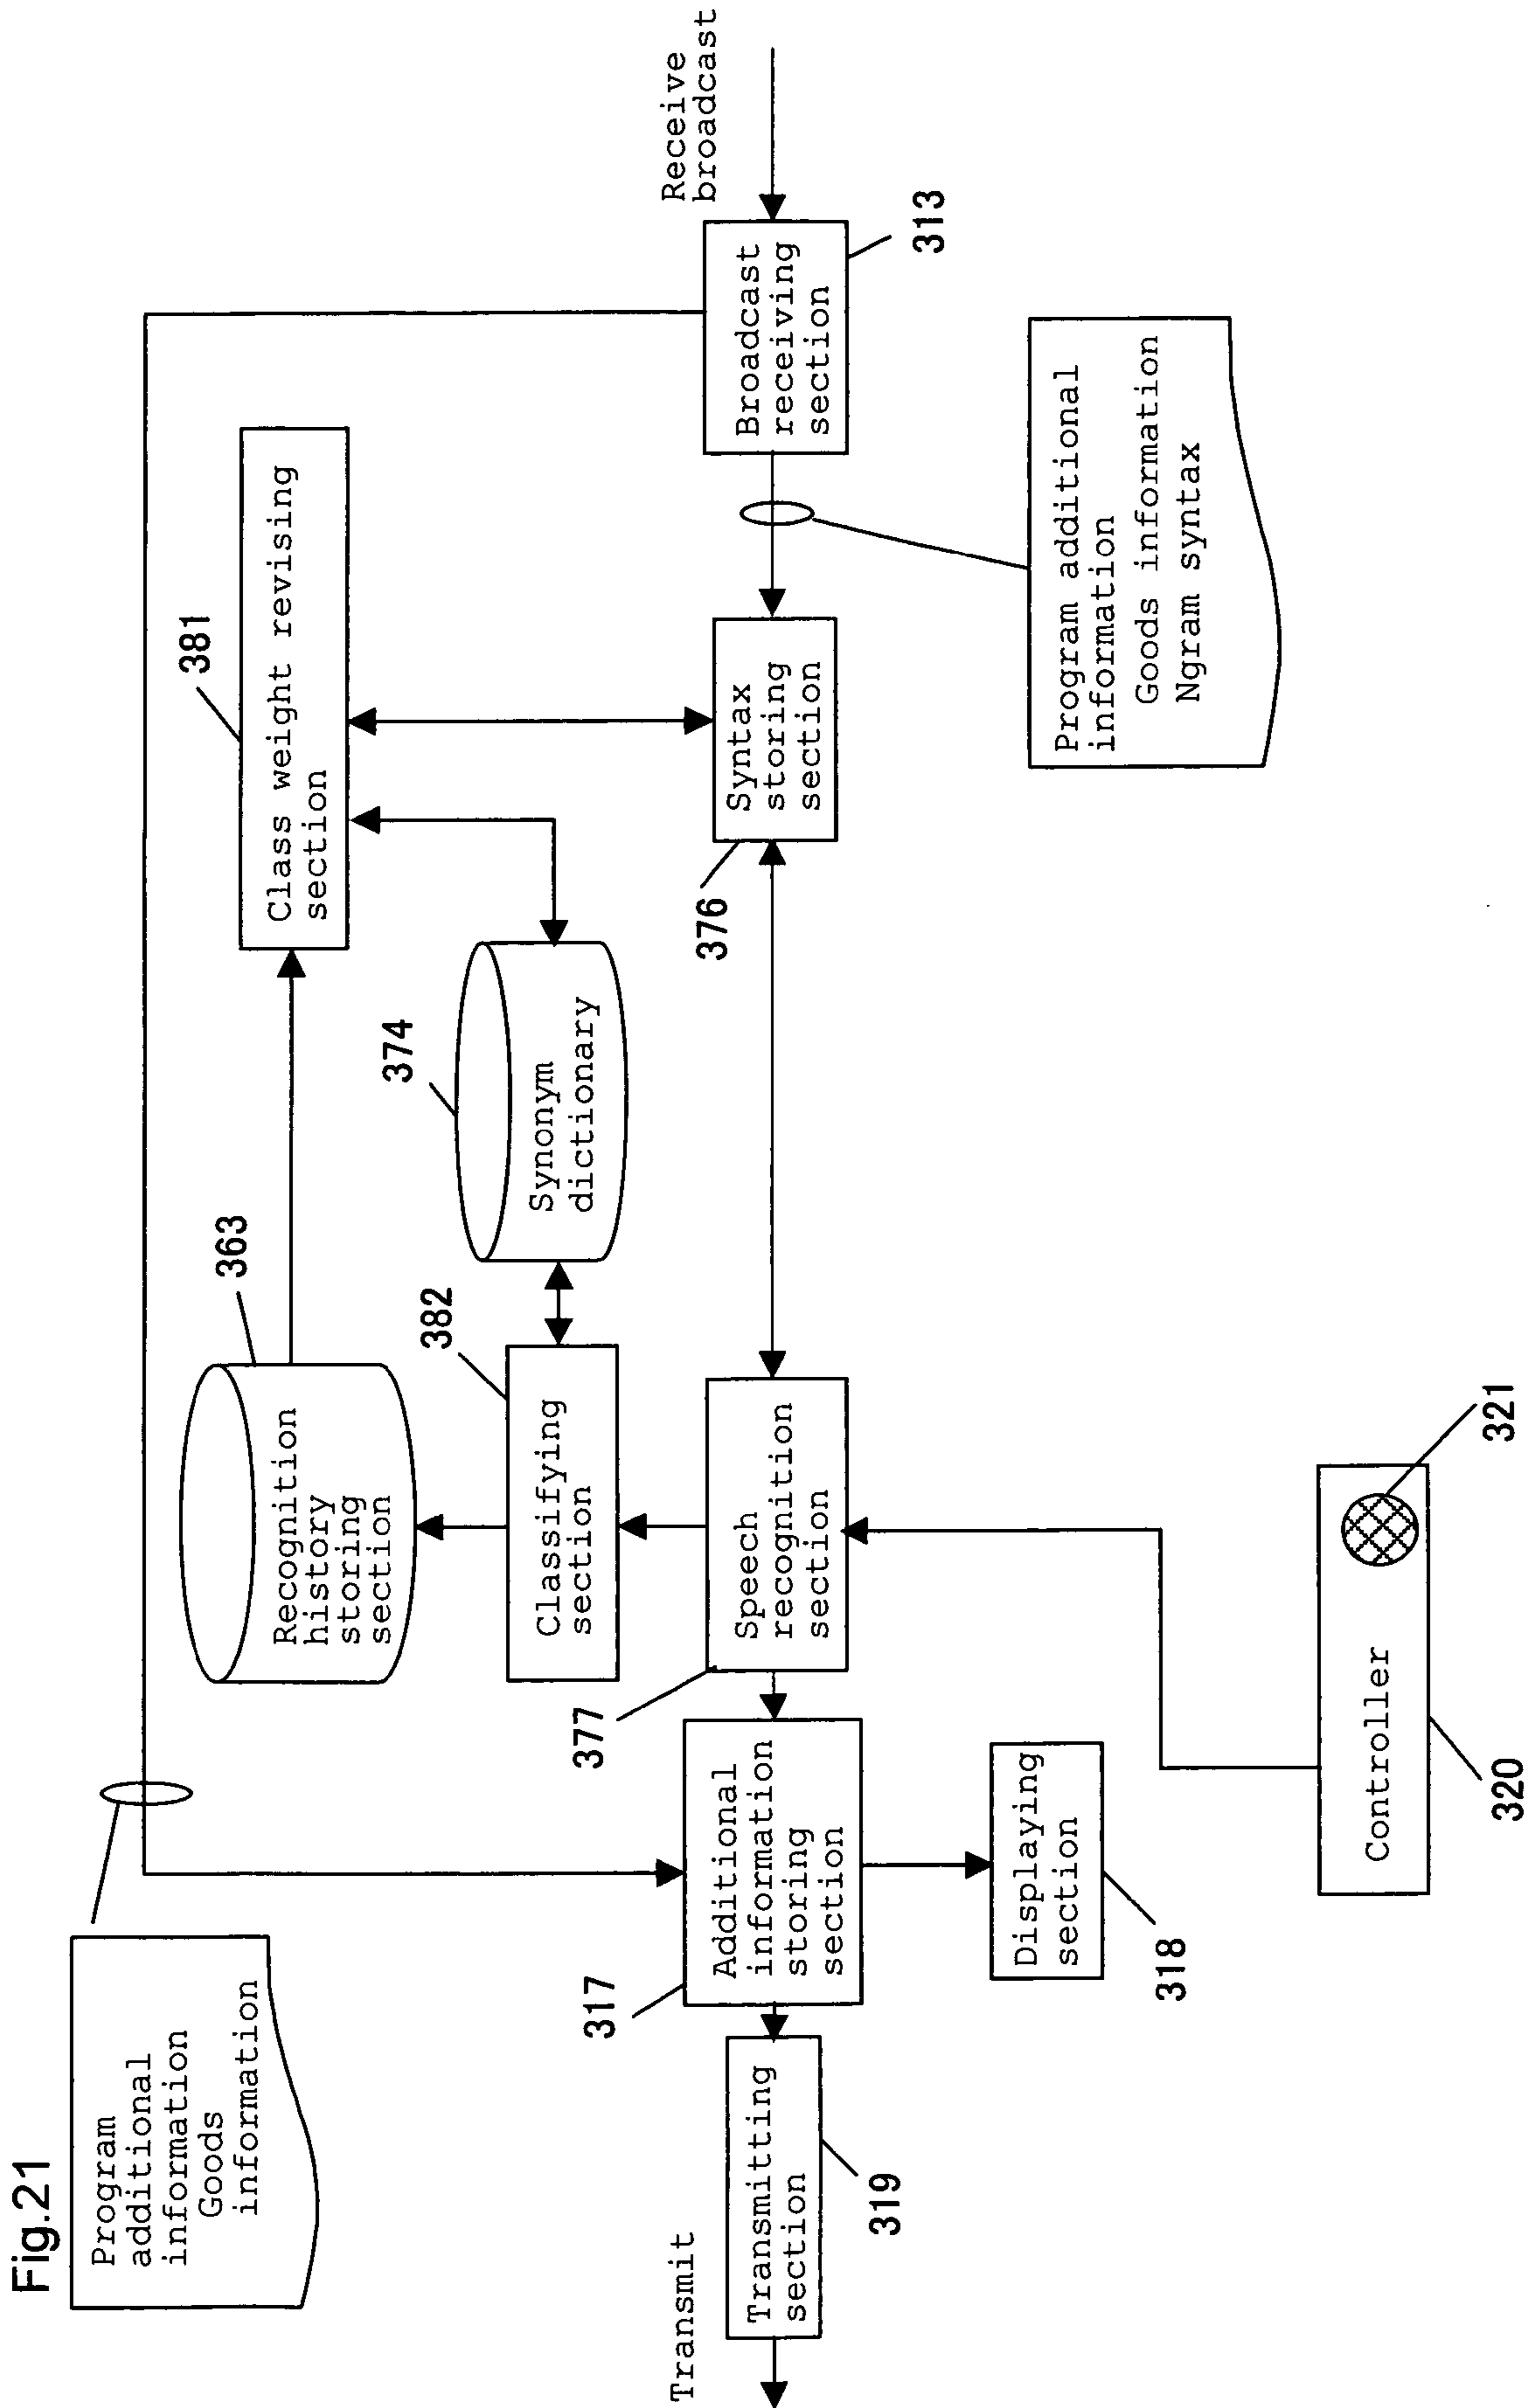 Fig.21
Program
additional
information
Goods
information
Transmit
Transmitting
section
319
317
Additional
information
storing
section
Displaying
section
318
377
Speech
recognition
section
Controller
320
321
382
Classifying
section
363
Recognition
history
storing
section
374
Synonym
dictionary
381
Class weight revising
section
376
Syntax
storing
section
Program additional
information
Goods information
Ngram syntax
Broadcast
receiving
section
313
Receive
broadcast